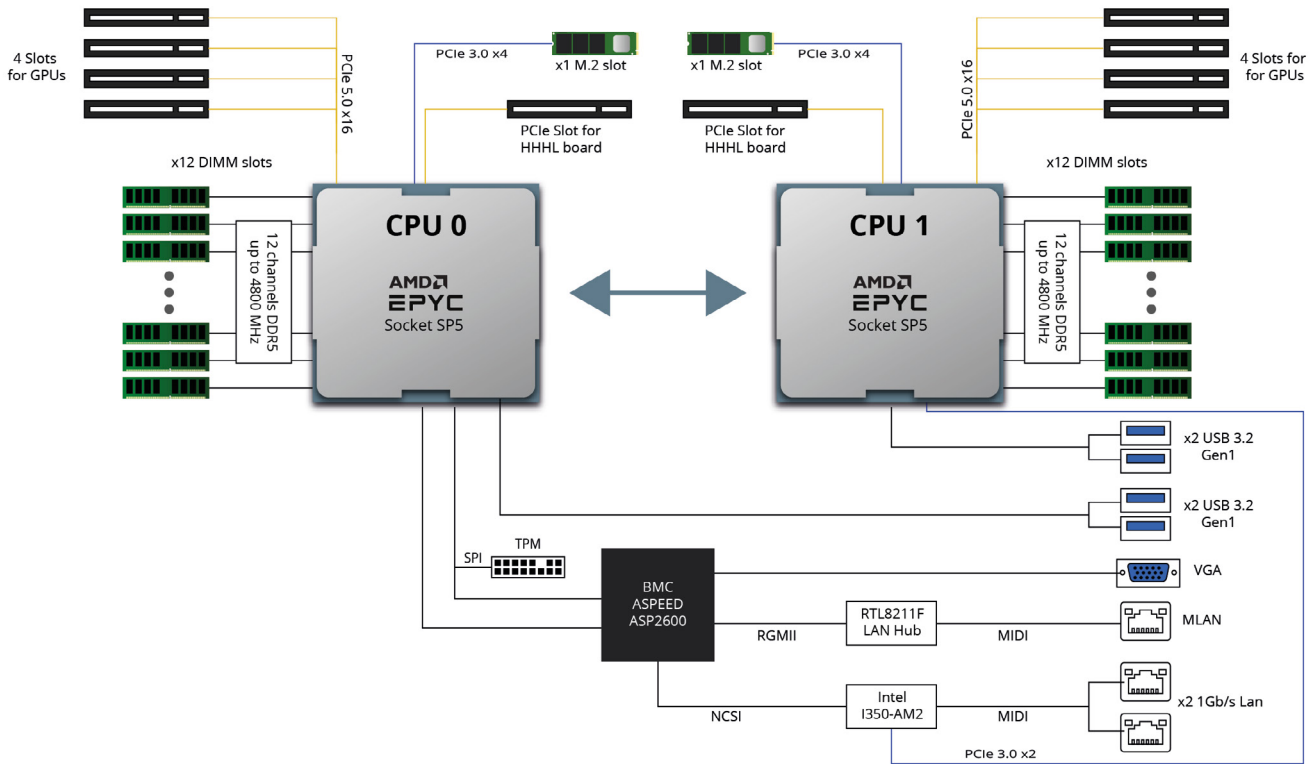 4 Slots
for GPUs
PCIe 5.0 x16
PCIe 3.0 x4
x1 M.2 slot
PCIe Slot for
HHHL board
x1 M.2 slot
PCIe 3.0 x4
PCIe Slot for
HHHL board
PCIe 5.0 x16
4 Slots for
for GPUs
x12 DIMM slots
12 channels DDR5
up to 4800 MHz
CPU 0
AMD
EPYC
Socket SP5
CPU 1
AMD
EPYC
Socket SP5
x12 DIMM slots
12 channels DDR5
up to 4800 MHz
x2 USB 3.2
Gen1
x2 USB 3.2
Gen1
SPI
TPM
BMC
ASPEED
ASP2600
VGA
RGMII
RTL8211F
LAN Hub
MIDI
MLAN
NCSI
Intel
I350-AM2
MIDI
x2 1Gb/s Lan
PCIe 3.0 x2